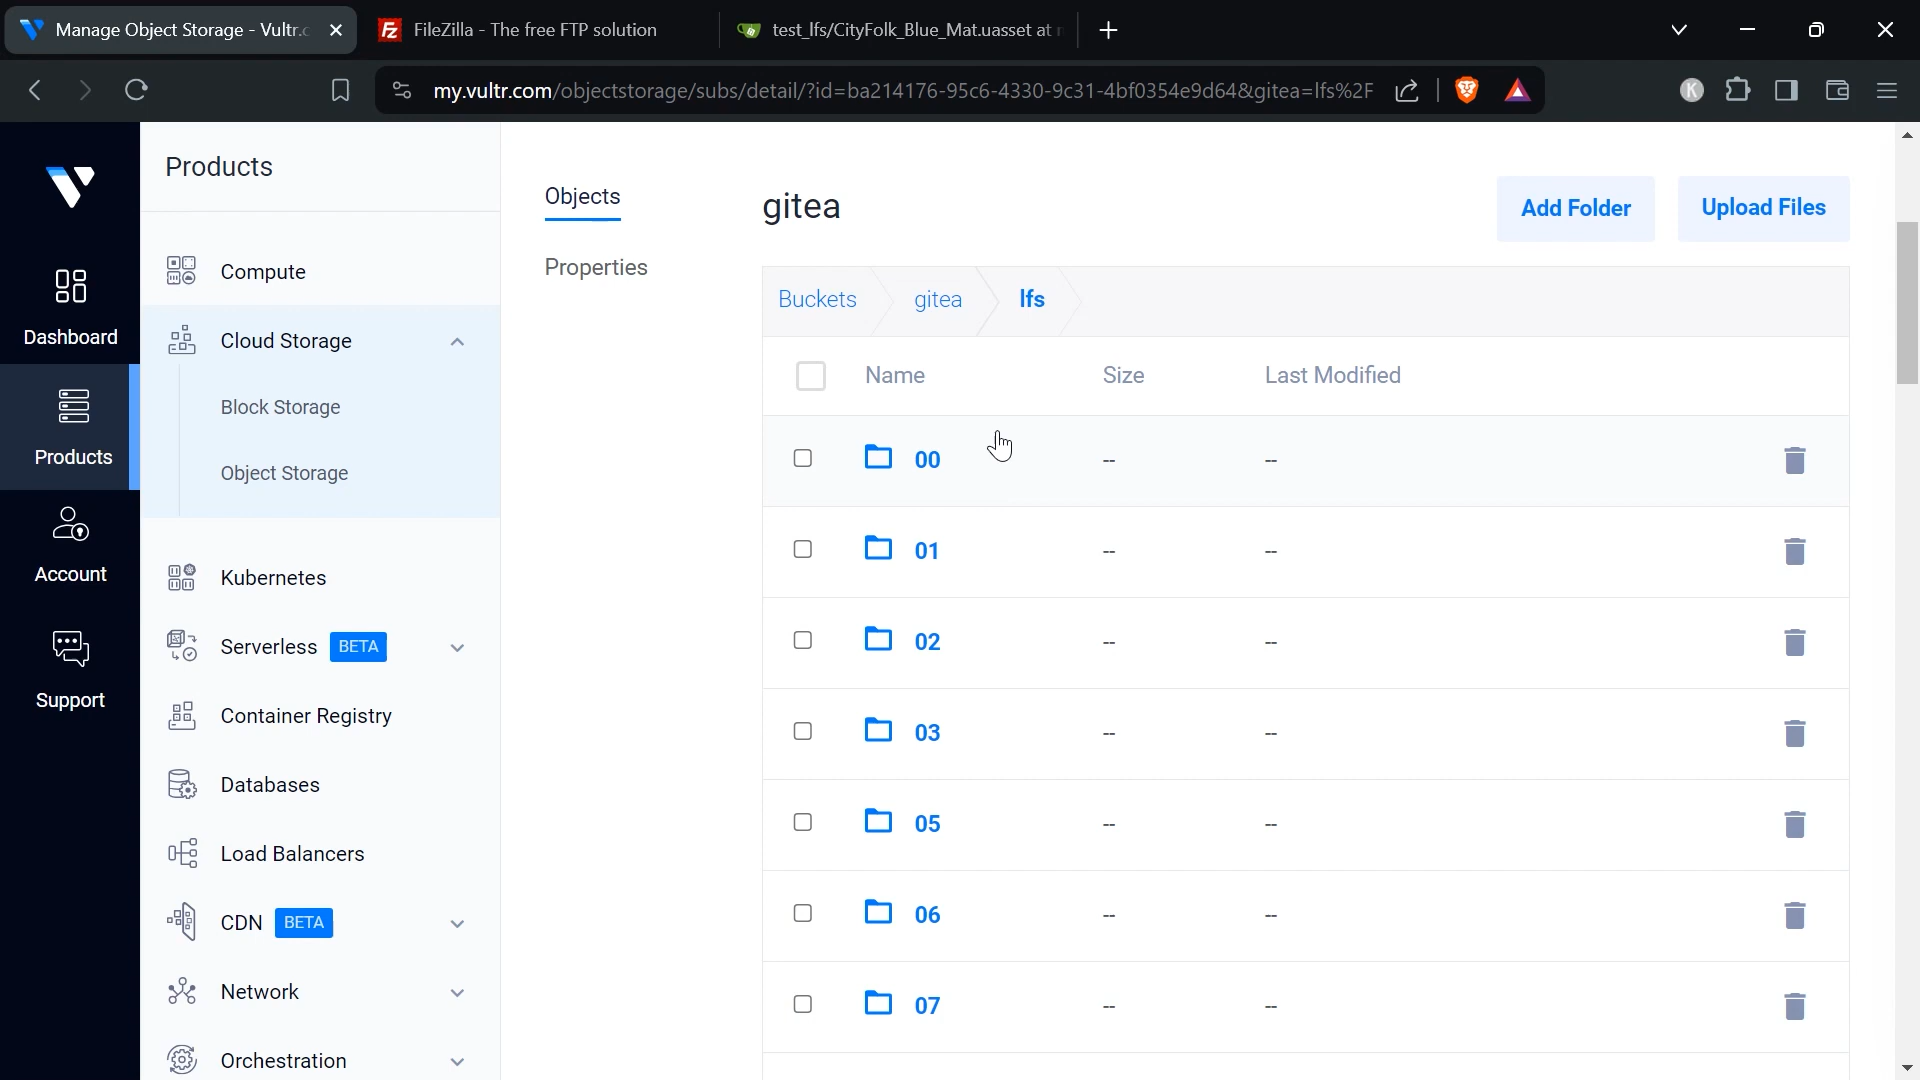 Manage Object Storage - Vultr.c
FileZilla - The free FTP solution
test_lfs/CityFolk_Blue_Mat.uasset at
my.vultr.com/objectstorage/subs/detail/?id=ba214176-95c6-4330-9c31-4bf0354e9d64&gitea=lfs%2F
K
Dashboard
Products
Account
Support
Products
Compute
Cloud Storage
Block Storage
Object Storage
Kubernetes
Serverless BETA
Container Registry
Databases
Load Balancers
CDN BETA
Network
Orchestration
Objects
Properties
gitea
Add Folder
Upload Files
Buckets gitea lfs
Name Size Last Modified
00 -- --
01 -- --
02 -- --
03 -- --
05 -- --
06 -- --
07 -- --